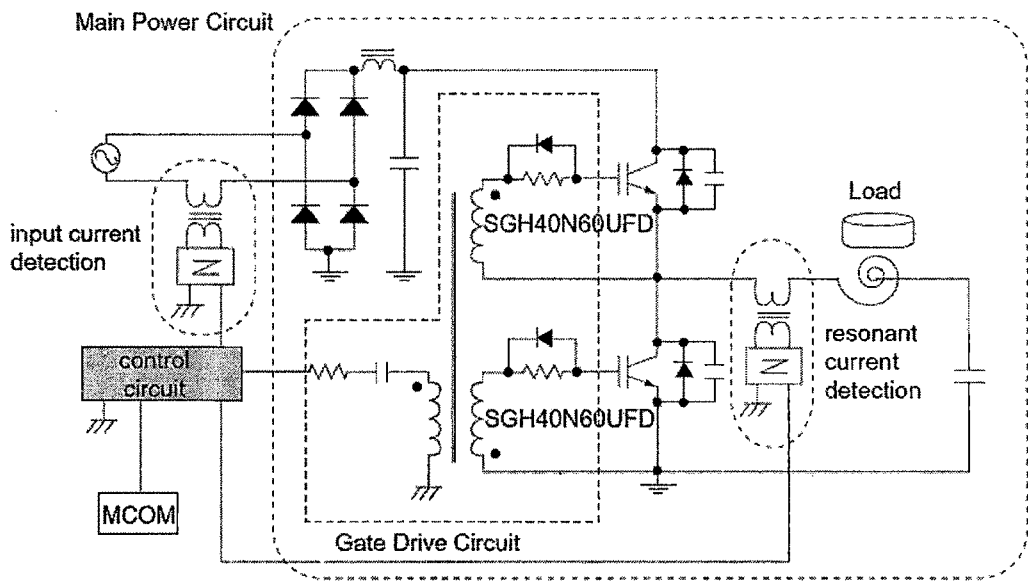 Main Power Circuit
SGH40N60UFD
Load
input current
detection
control
circuit
SGH40N60UFD
resonant
current
detection
MCOM
Gate Drive Circuit